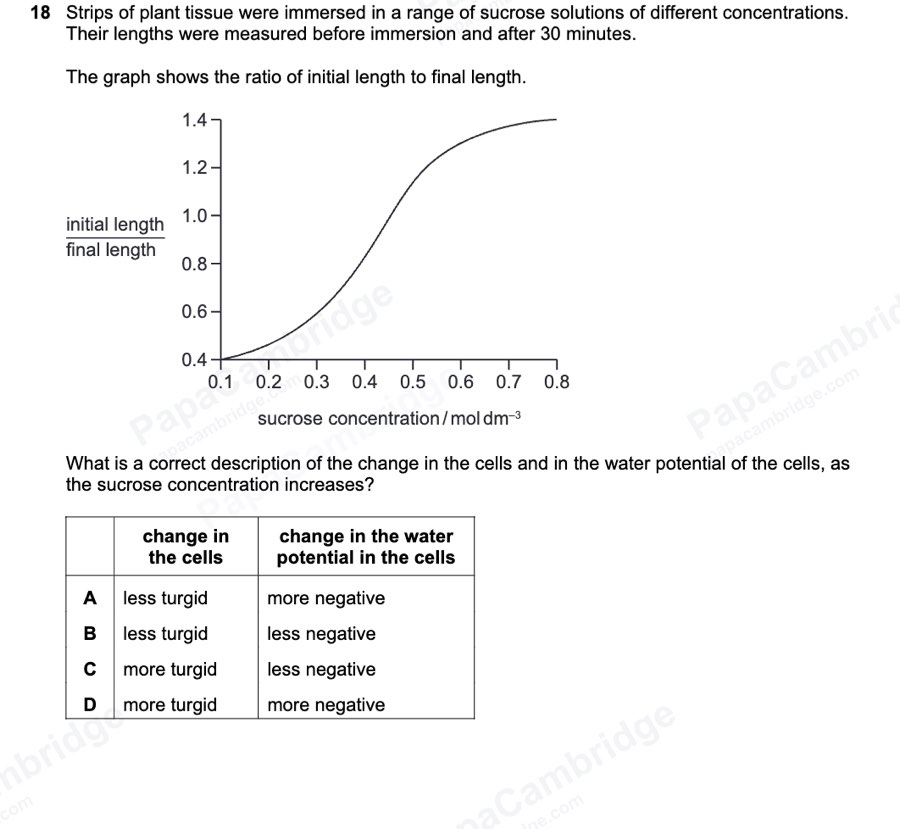 18 Strips of plant tissue were immersed in a range of sucrose solutions of different concentrations.
Their lengths were measured before immersion and after 30 minutes.
The graph shows the ratio of initial length to final length.
1.4
1.2
1.0
0.8
0.6
0.4
initial length
final length
0.1 0.2 0.3 0.4 0.5 0.6 0.7 0.8
sucrose concentration / mol dm⁻³
What is a correct description of the change in the cells and in the water potential of the cells, as
the sucrose concentration increases?
change in the cells
change in the water potential in the cells
A less turgid more negative
B less turgid less negative
C more turgid less negative
D more turgid more negative
PapaCambridge
PapaCambridge
papacambridge.com
PapaCambridge